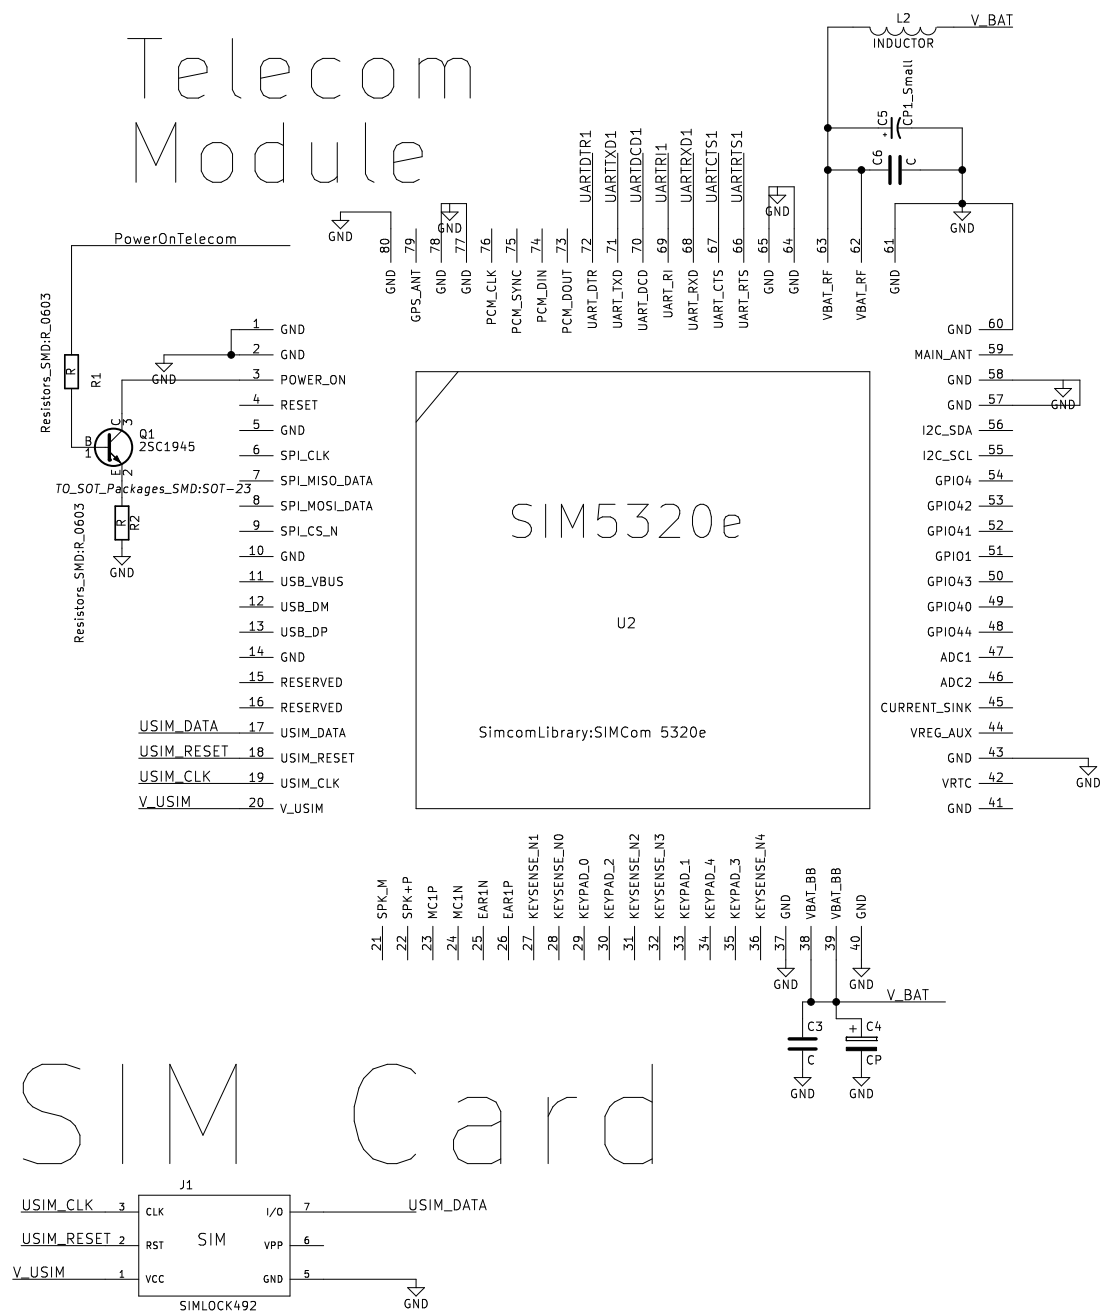 Telecom
Module
L2
INDUCTOR
V_BAT
C5
CP1_Small
C6
C
GND
UARTDTR1
UARTTXD1
UARTDCD1
UARTRI1
UARTRXD1
UARTCTS1
UARTRTS1
GND
GND
GND
80 GND
79 GPS_ANT
78 GND
77 GND
76 PCM_CLK
75 PCM_SYNC
74 PCM_DIN
73 PCM_DOUT
72 UART_DTR
71 UART_TXD
70 UART_DCD
69 UART_RI
68 UART_RXD
67 UART_CTS
66 UART_RTS
65 GND
64 GND
63 VBAT_RF
62 VBAT_RF
61 GND
PowerOnTelecom
Resistors_SMD:R_0603
R
R1
GND
B
1
C
3
E
2
Q1
2SC1945
TO_SOT_Packages_SMD:SOT-23
Resistors_SMD:R_0603
R
R2
GND
1 GND
2 GND
3 POWER_ON
4 RESET
5 GND
6 SPI_CLK
7 SPI_MISO_DATA
8 SPI_MOSI_DATA
9 SPI_CS_N
10 GND
11 USB_VBUS
12 USB_DM
13 USB_DP
14 GND
15 RESERVED
16 RESERVED
USIM_DATA 17 USIM_DATA
USIM_RESET 18 USIM_RESET
USIM_CLK 19 USIM_CLK
V_USIM 20 V_USIM
SIM5320e
U2
SimcomLibrary:SIMCom 5320e
GND 60
MAIN_ANT 59
GND 58
GND 57
GND
I2C_SDA 56
I2C_SCL 55
GPIO4 54
GPIO42 53
GPIO41 52
GPIO1 51
GPIO43 50
GPIO40 49
GPIO44 48
ADC1 47
ADC2 46
CURRENT_SINK 45
VREG_AUX 44
GND 43
GND
VRTC 42
GND 41
21 SPK_M
22 SPK+P
23 MC1P
24 MC1N
25 EAR1N
26 EAR1P
27 KEYSENSE_N1
28 KEYSENSE_N0
29 KEYPAD_0
30 KEYPAD_2
31 KEYSENSE_N2
32 KEYSENSE_N3
33 KEYPAD_1
34 KEYPAD_4
35 KEYPAD_3
36 KEYSENSE_N4
37 GND
38 VBAT_BB
39 VBAT_BB
40 GND
GND
GND
V_BAT
C3
C
GND
+
C4
CP
GND
SIM Card
J1
USIM_CLK 3 CLK I/O 7 USIM_DATA
USIM_RESET 2 RST SIM VPP 6
V_USIM 1 VCC GND 5
GND
SIMLOCK492